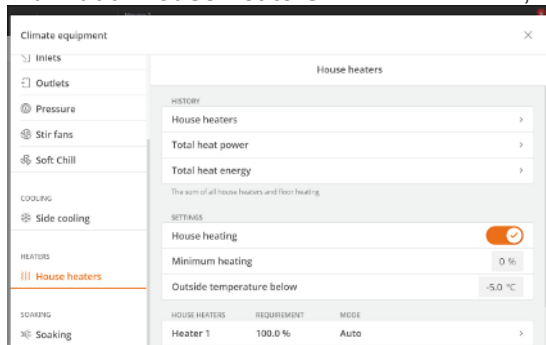 Climate equipment
Inlets
Outlets
Pressure
Stir fans
Soft Chill
COOLING
Side cooling
HEATERS
House heaters
SOAKING
Soaking
House heaters
HISTORY
House heaters
Total heat power
Total heat energy
The sum of all house heaters and floor heating
SETTINGS
House heating
Minimum heating 0 %
Outside temperature below -5.0 °C
HOUSE HEATERS REQUIREMENT MODE
Heater 1 100.0 % Auto